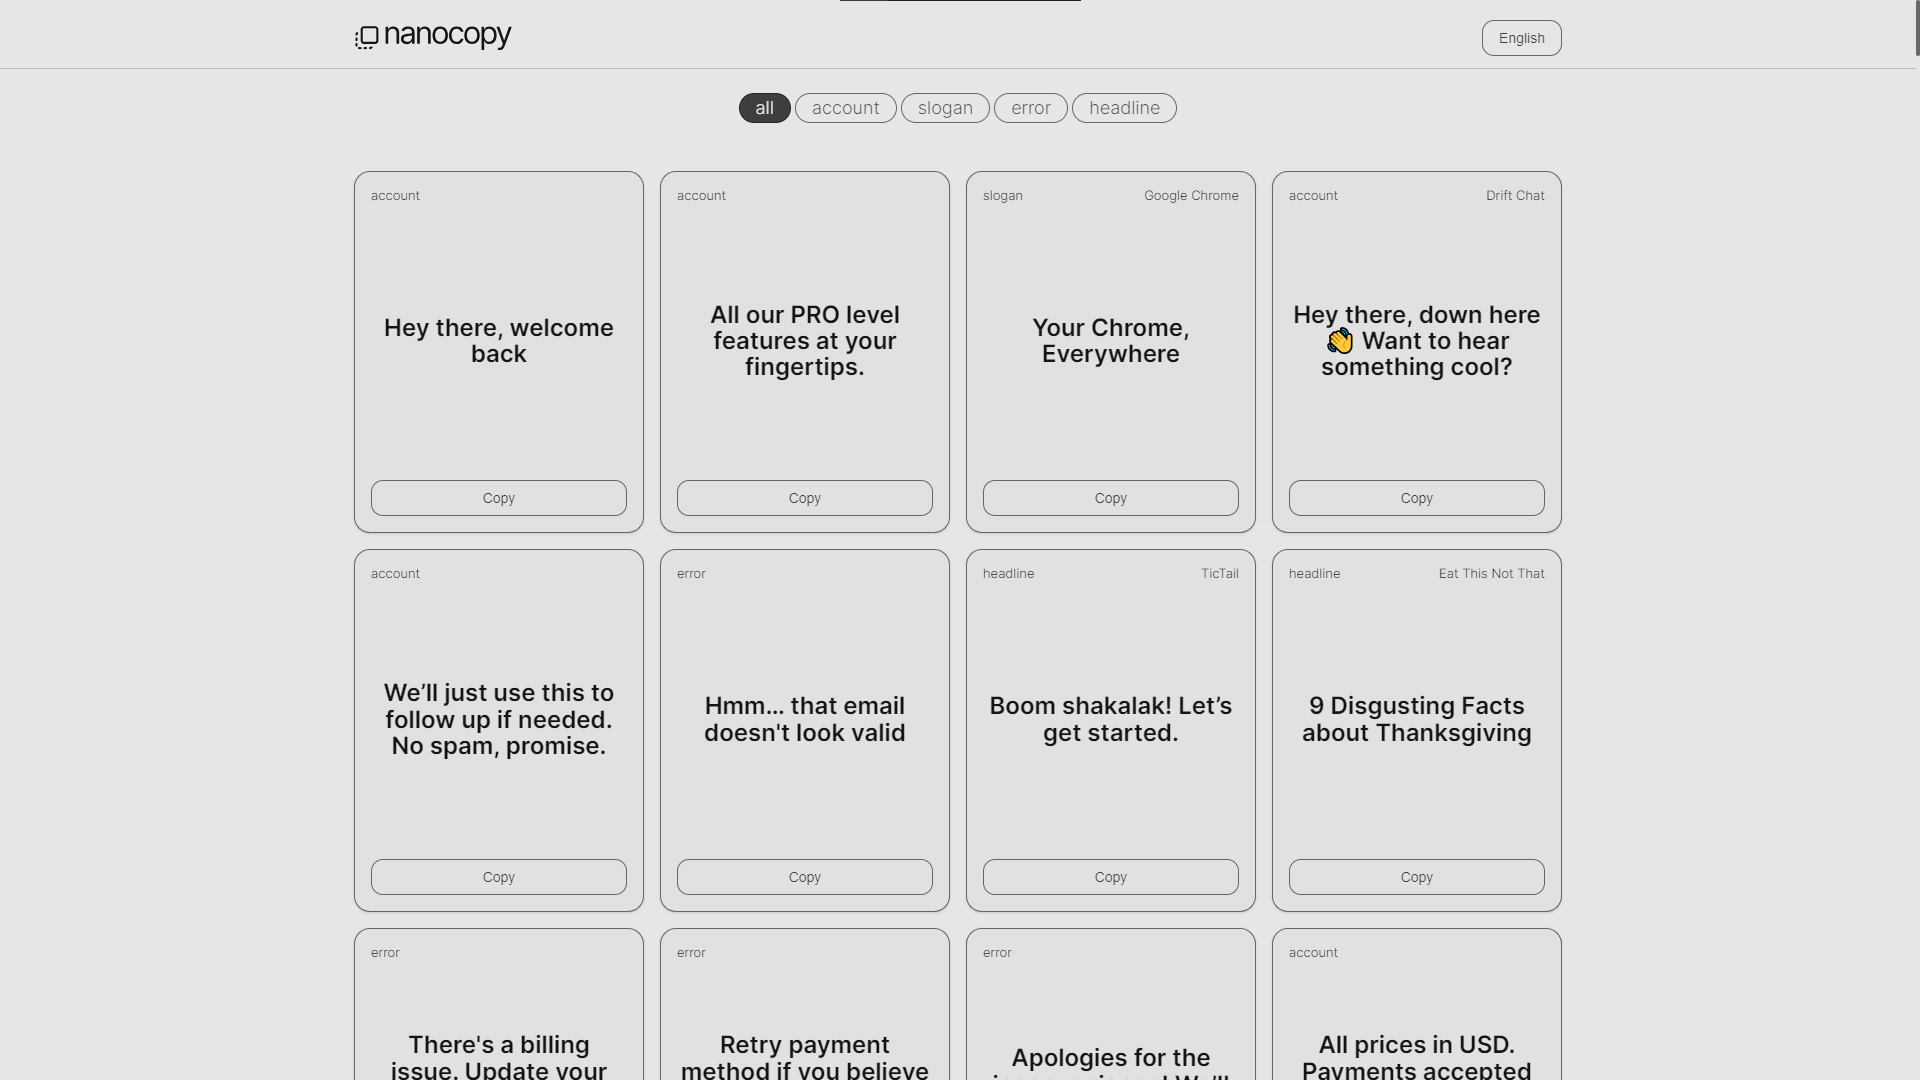 nanocopy
English
all
account
slogan
error
headline
account
Hey there, welcome
back
Copy
account
All our PRO level
features at your
fingertips.
Copy
slogan
Google Chrome
Your Chrome,
Everywhere
Copy
account
Drift Chat
Hey there, down here
👋 Want to hear
something cool?
Copy
account
We’ll just use this to
follow up if needed.
No spam, promise.
Copy
error
Hmm... that email
doesn't look valid
Copy
headline
TicTail
Boom shakalak! Let’s
get started.
Copy
headline
Eat This Not That
9 Disgusting Facts
about Thanksgiving
Copy
error
There's a billing
issue. Update your
error
Retry payment
method if you believe
error
Apologies for the
account
All prices in USD.
Payments accepted